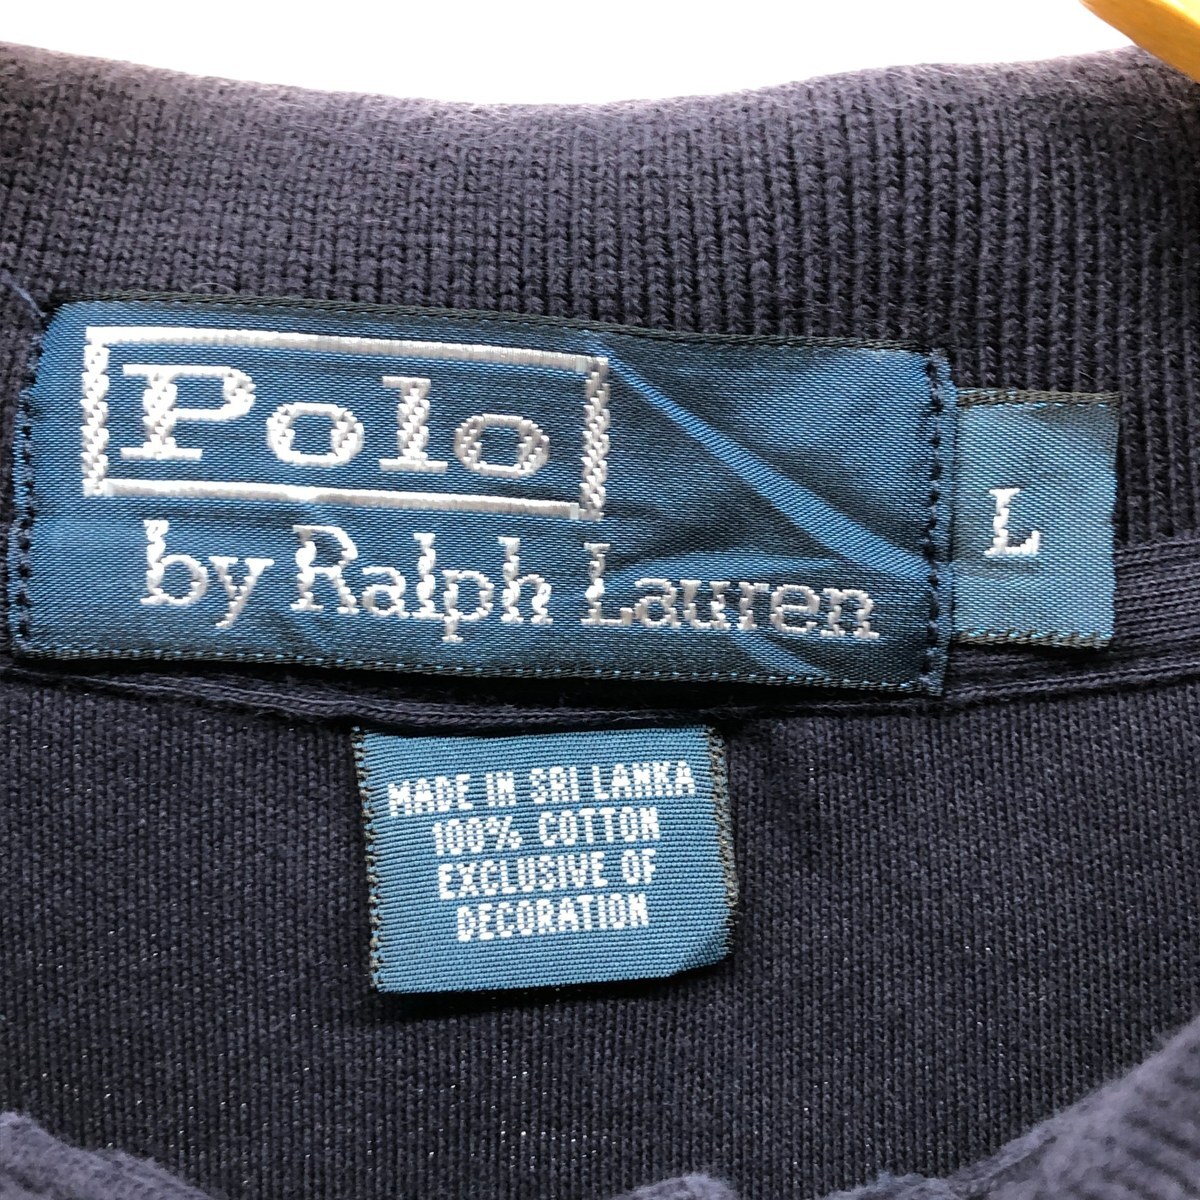 Polo
by Ralph Lauren
L
MADE IN SRI LANKA
100% COTTON
EXCLUSIVE OF
DECORATION